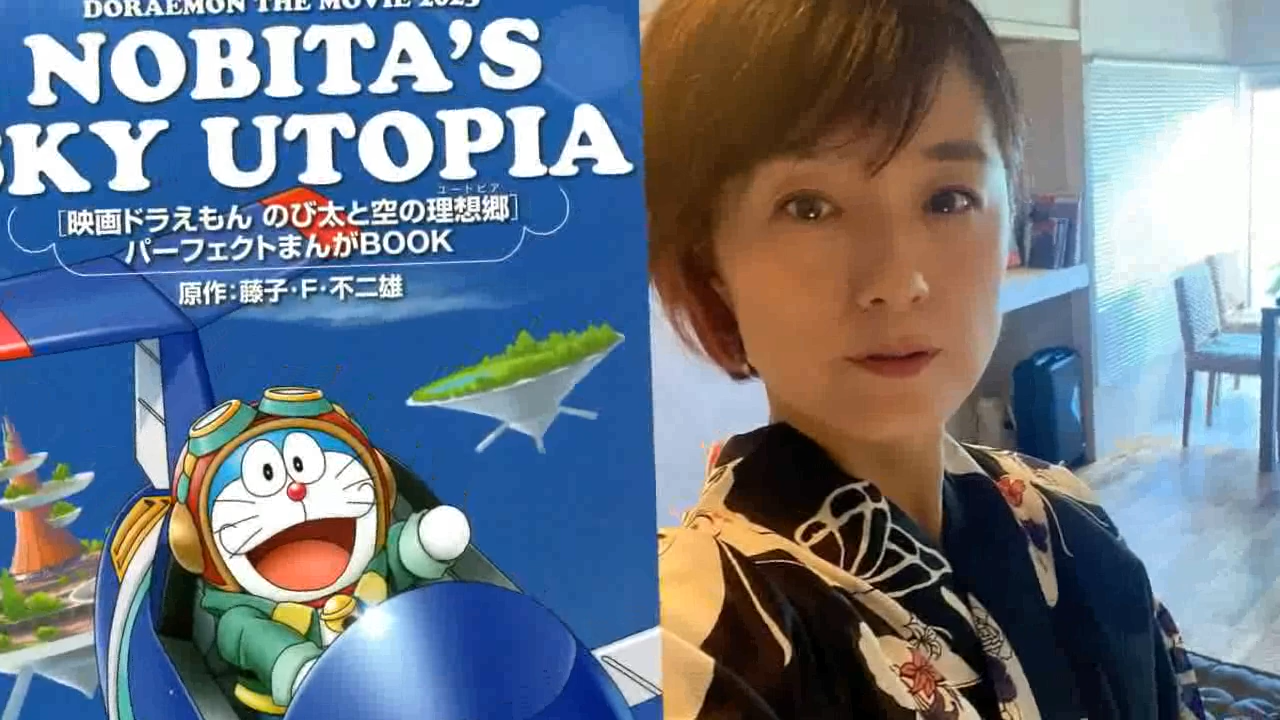 DORAEMON THE MOVIE 2023
NOBITA'S
SKY UTOPIA
ユートピア
[映画ドラえもん のび太と空の理想郷]
パーフェクトまんがBOOK
原作:藤子・F・不二雄